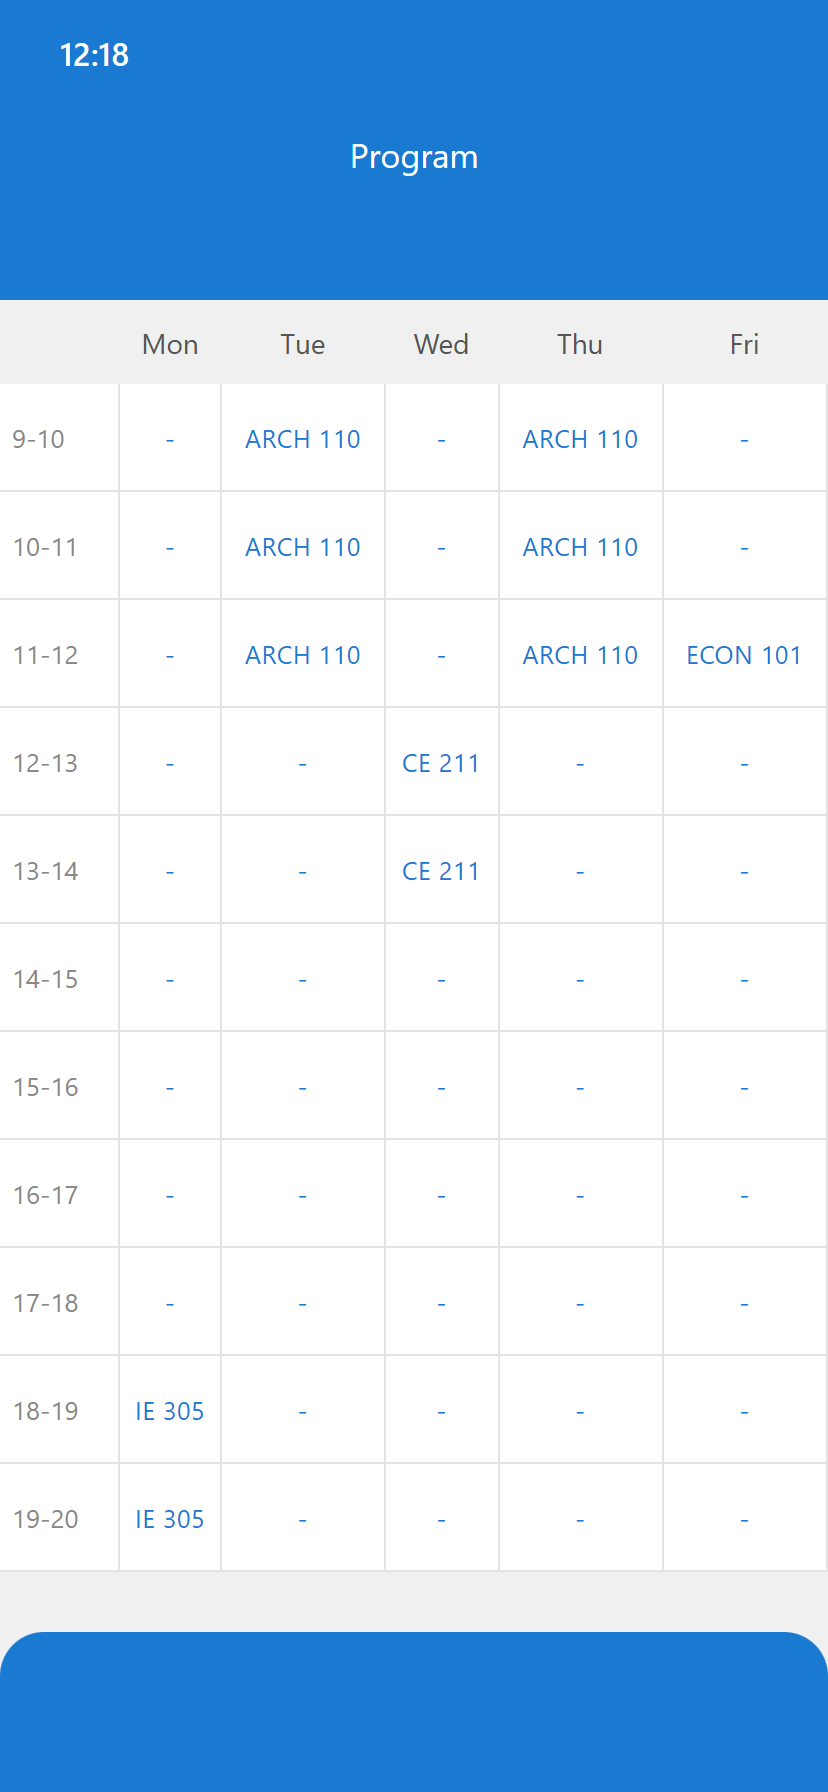 12:18
Program
Mon Tue Wed Thu Fri
9-10 - ARCH 110 - ARCH 110 -
10-11 - ARCH 110 - ARCH 110 -
11-12 - ARCH 110 - ARCH 110 ECON 101
12-13 - - CE 211 - -
13-14 - - CE 211 - -
14-15 - - - - -
15-16 - - - - -
16-17 - - - - -
17-18 - - - - -
18-19 IE 305 - - - -
19-20 IE 305 - - - -